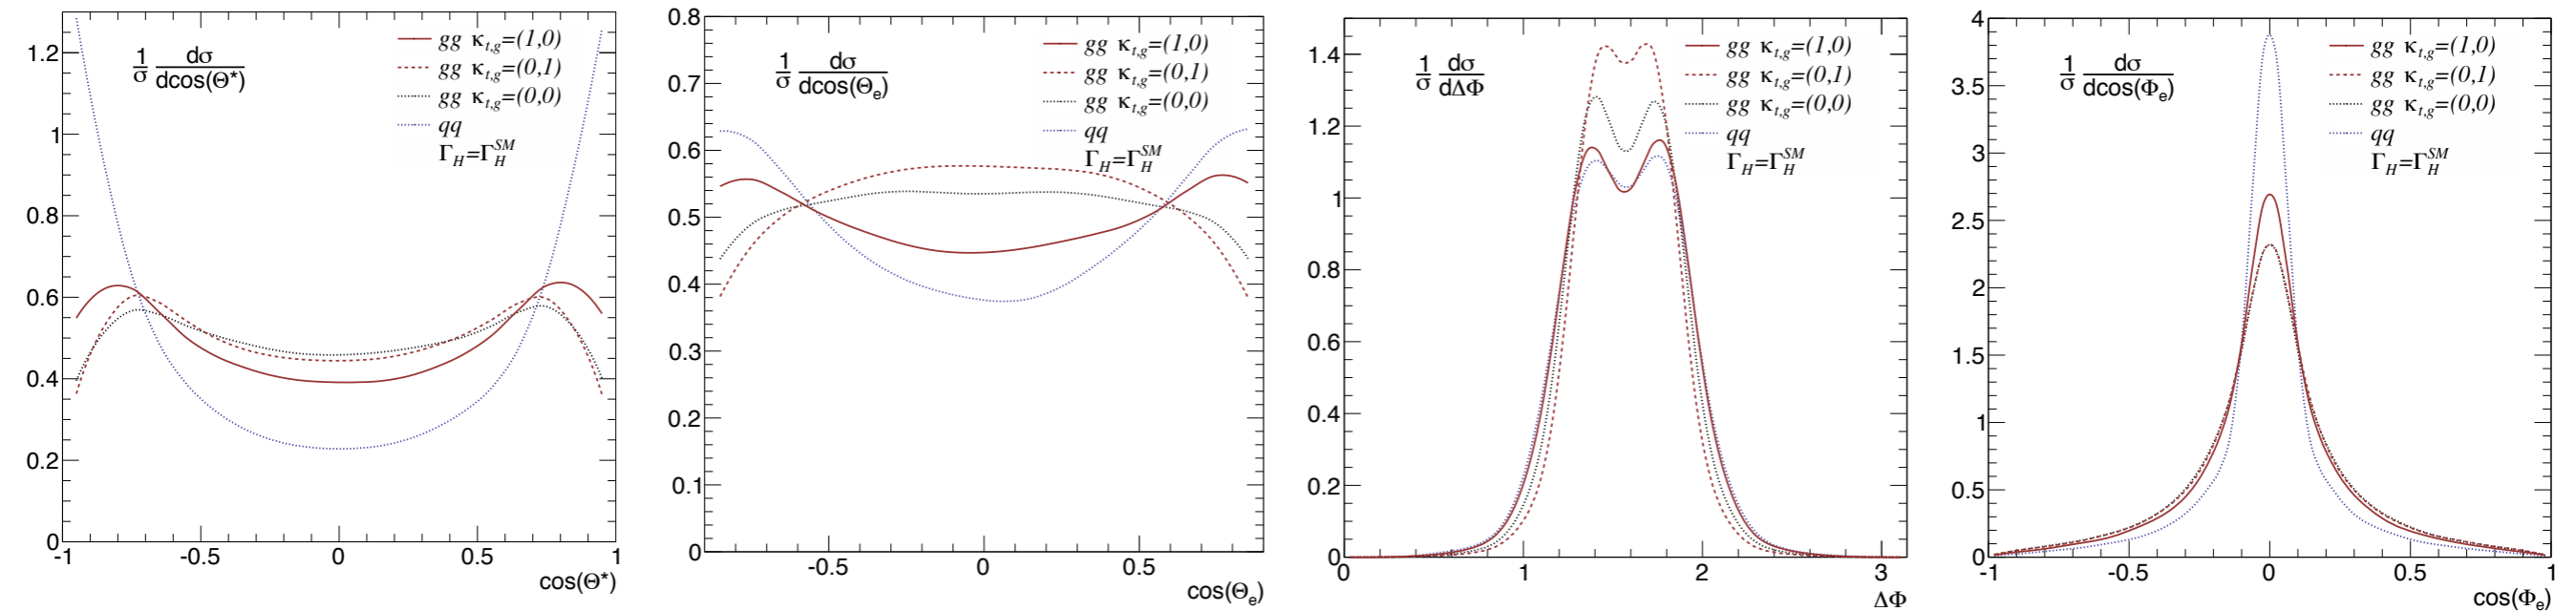 1.2
1
0.8
0.6
0.4
0.2
0
-1
-0.5
0
0.5
1
cos(Θ*)
1/σ dσ/dcos(Θ*)
gg κt,g=(1,0)
gg κt,g=(0,1)
gg κt,g=(0,0)
qq
ΓH=ΓH^SM
0.8
0.7
0.6
0.5
0.4
0.3
0.2
0.1
0
-0.5
0
0.5
cos(Θe)
1/σ dσ/dcos(Θe)
gg κt,g=(1,0)
gg κt,g=(0,1)
gg κt,g=(0,0)
qq
ΓH=ΓH^SM
1.4
1.2
1
0.8
0.6
0.4
0.2
0
0
1
2
3
ΔΦ
1/σ dσ/dΔΦ
gg κt,g=(1,0)
gg κt,g=(0,1)
gg κt,g=(0,0)
qq
ΓH=ΓH^SM
4
3.5
3
2.5
2
1.5
1
0.5
0
-1
-0.5
0
0.5
1
cos(Φe)
1/σ dσ/dcos(Φe)
gg κt,g=(1,0)
gg κt,g=(0,1)
gg κt,g=(0,0)
qq
ΓH=ΓH^SM